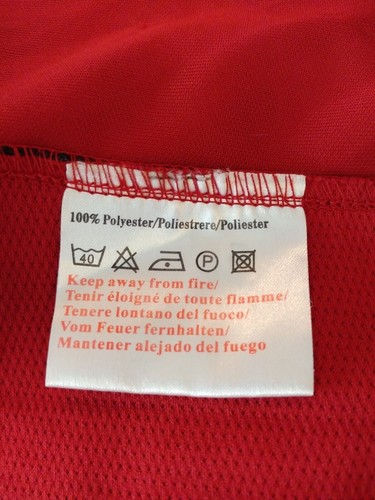 100% Polyester/Poliestrere/Poliester
40 P
Keep away from fire/
Tenir éloigné de toute flamme/
Tenere lontano del fuoco/
Vom Feuer fernhalten/
Mantener alejado del fuego